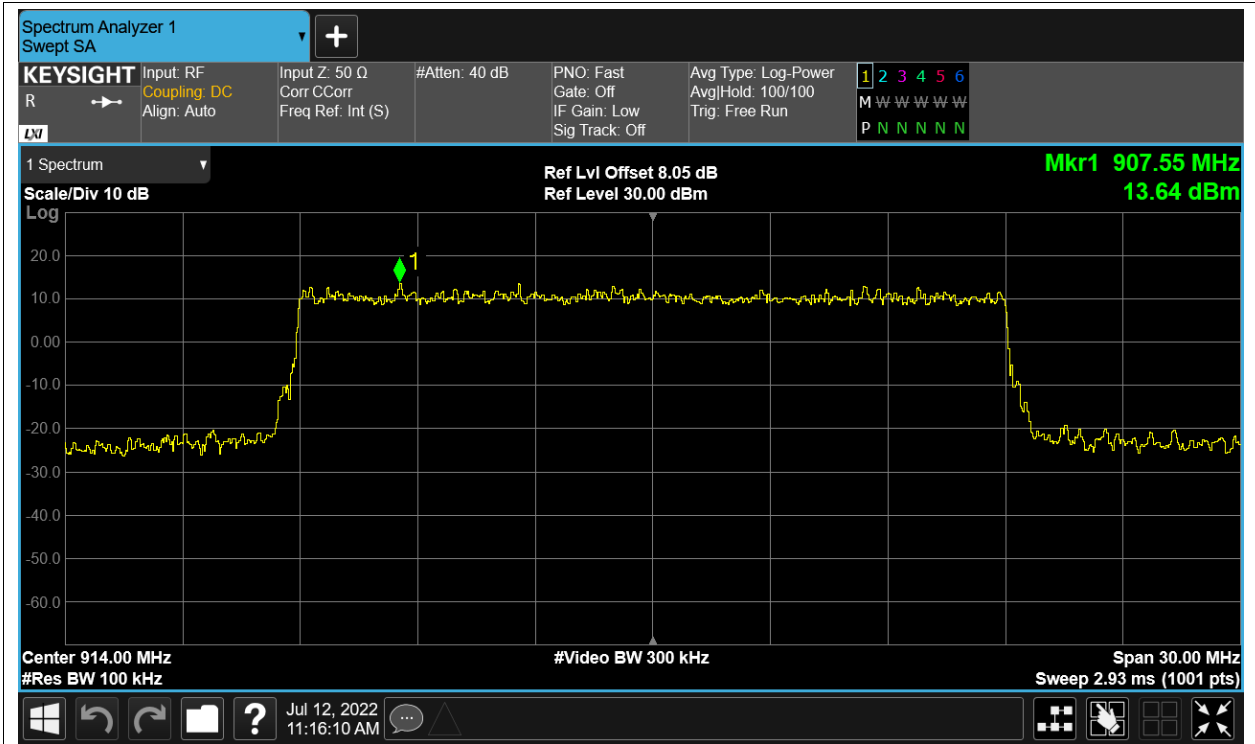 Spectrum Analyzer 1
Swept SA
KEYSIGHT
R
LXI
Input: RF
Coupling: DC
Align: Auto
Input Z: 50 Ω
Corr CCorr
Freq Ref: Int (S)
#Atten: 40 dB
PNO: Fast
Gate: Off
IF Gain: Low
Sig Track: Off
Avg Type: Log-Power
Avg|Hold: 100/100
Trig: Free Run
1 2 3 4 5 6
M W W W W W
P N N N N N
1 Spectrum
Scale/Div 10 dB
Log
Ref Lvl Offset 8.05 dB
Ref Level 30.00 dBm
Mkr1 907.55 MHz
13.64 dBm
1
20.0
10.0
0.00
-10.0
-20.0
-30.0
-40.0
-50.0
-60.0
Center 914.00 MHz
#Res BW 100 kHz
#Video BW 300 kHz
Span 30.00 MHz
Sweep 2.93 ms (1001 pts)
?
Jul 12, 2022
11:16:10 AM